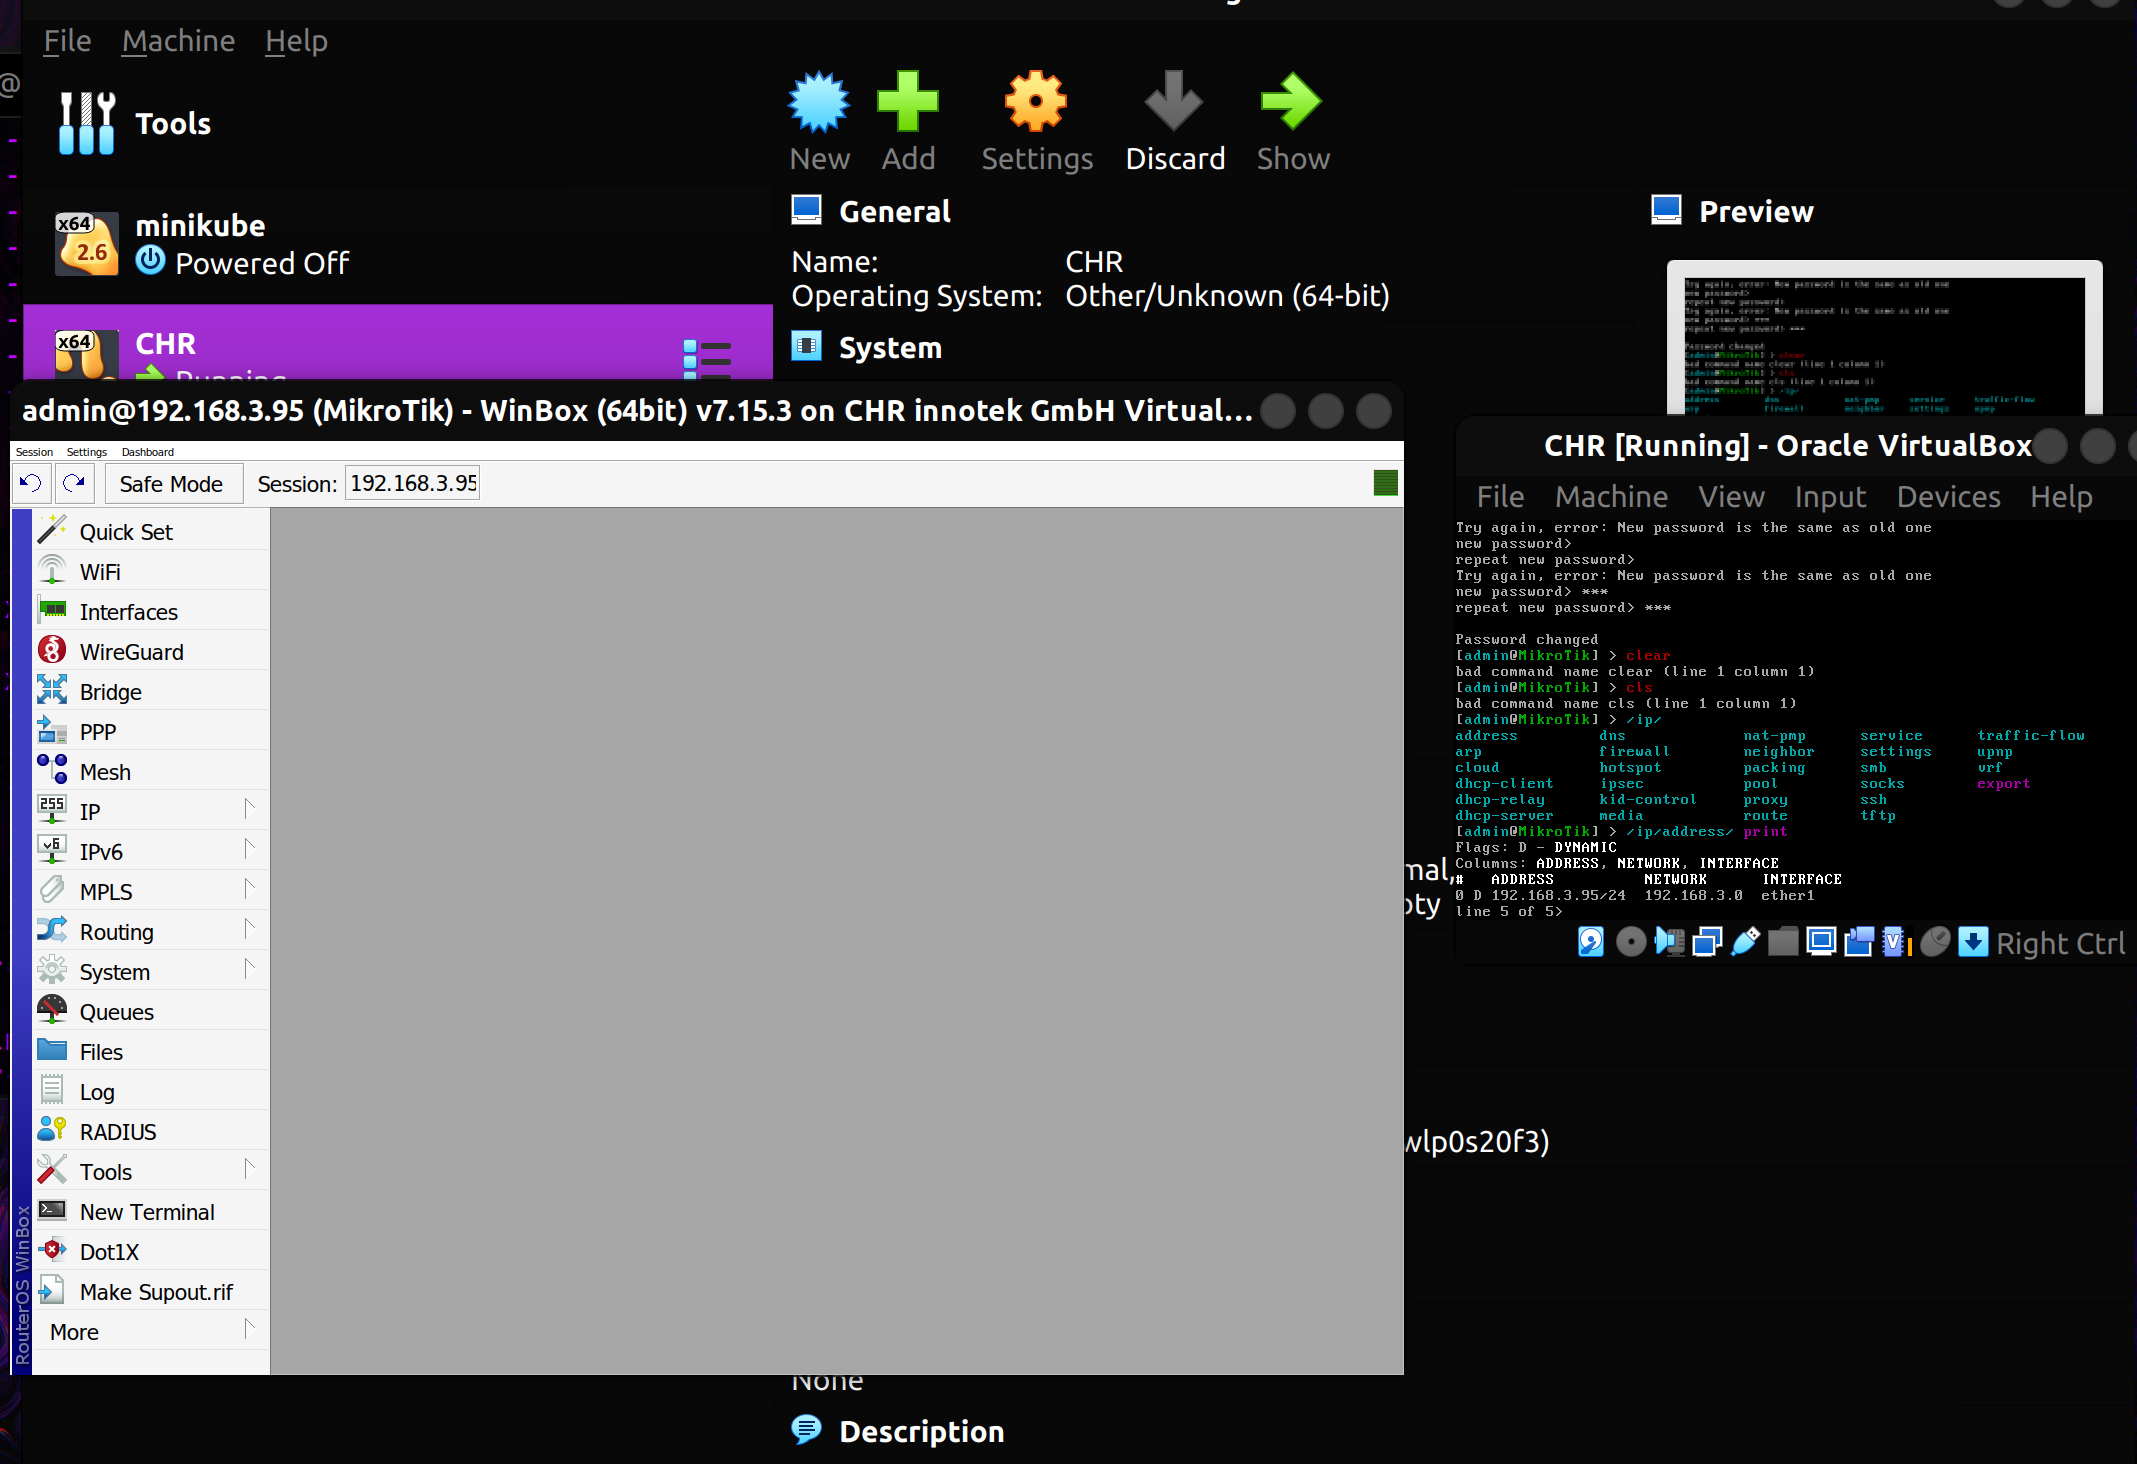 File Machine Help
Tools
New Add Settings Discard Show
minikube
Powered Off
CHR
Running
General
Name: CHR
Operating System: Other/Unknown (64-bit)
System
Preview
admin@192.168.3.95 (MikroTik) - WinBox (64bit) v7.15.3 on CHR innotek GmbH Virtual...
Session Settings Dashboard
Safe Mode Session: 192.168.3.95
Quick Set
WiFi
Interfaces
WireGuard
Bridge
PPP
Mesh
IP
IPv6
MPLS
Routing
System
Queues
Files
Log
RADIUS
Tools
New Terminal
Dot1X
Make Supout.rif
More
RouterOS WinBox
CHR [Running] - Oracle VirtualBox
File Machine View Input Devices Help
Try again, error: New password is the same as old one
new password>
repeat new password>
Try again, error: New password is the same as old one
new password> ***
repeat new password> ***
Password changed
[admin@MikroTik] > clear
bad command name clear (line 1 column 1)
[admin@MikroTik] > cls
bad command name cls (line 1 column 1)
[admin@MikroTik] > /ip/
address dns nat-pmp service traffic-flow
arp firewall neighbor settings upnp
cloud hotspot packing smb vrf
dhcp-client ipsec pool socks export
dhcp-relay kid-control proxy ssh
dhcp-server media route tftp
[admin@MikroTik] > /ip/address/ print
Flags: D - DYNAMIC
Columns: ADDRESS, NETWORK, INTERFACE
# ADDRESS NETWORK INTERFACE
0 D 192.168.3.95/24 192.168.3.0 ether1
line 5 of 5>
Right Ctrl
mal,
pty
wlp0s20f3)
None
Description